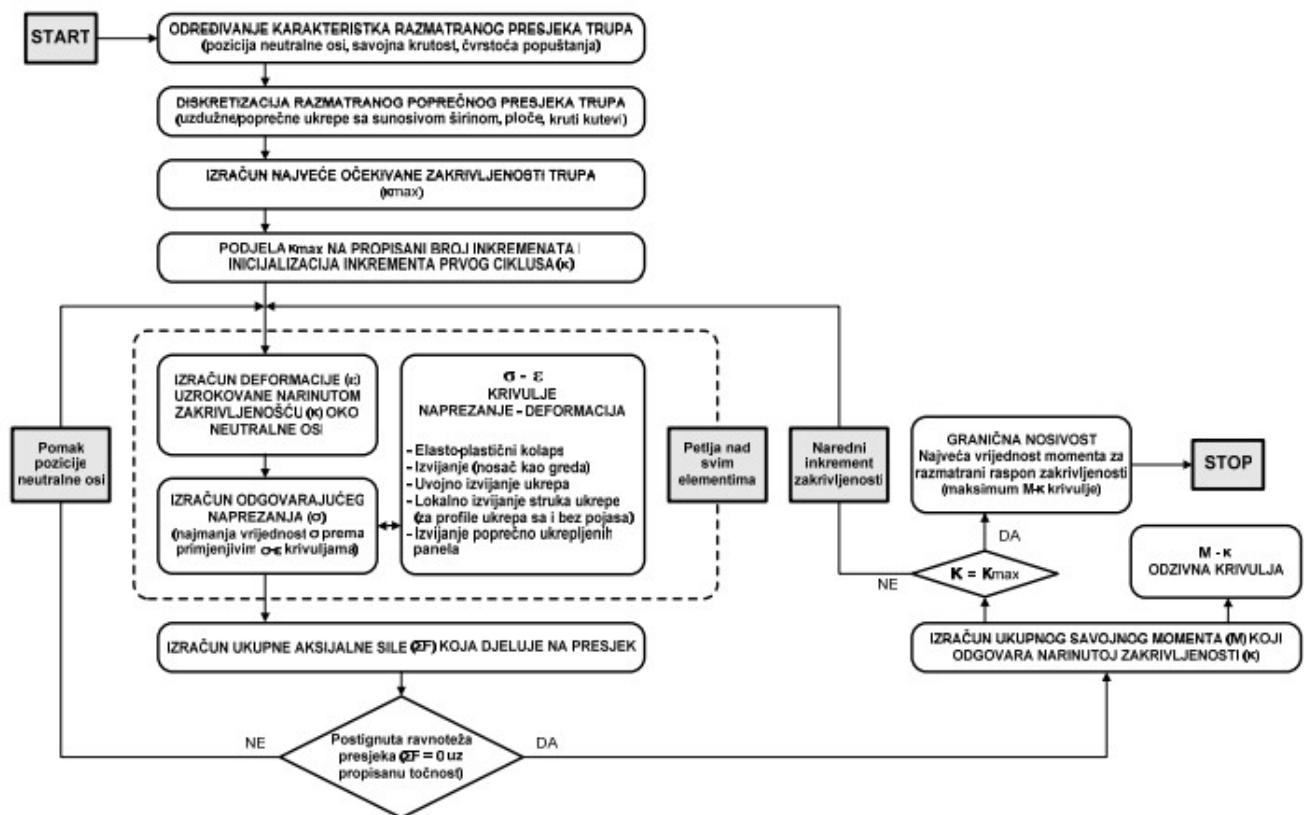 START
ODREĐIVANJE KARAKTERISTKA RAZMATRANOG PRESJEKA TRUPA
(pozicija neutralne osi, savojna krutost, čvrstoća popuštanja)
DISKRETIZACIJA RAZMATRANOG POPREČNOG PRESJEKA TRUPA
(uzdužne/poprečne ukrepe sa sunosivom širinom, ploče, kruti kutevi)
IZRAČUN NAJVEĆE OČEKIVANE ZAKRIVLJENOSTI TRUPA
(κmax)
PODJELA κmax NA PROPISANI BROJ INKREMENATA I
INICIJALIZACIJA INKREMENTA PRVOG CIKLUSA (κ)
Pomak
pozicije
neutralne osi
IZRAČUN DEFORMACIJE (ε)
UZROKOVANE NARINUTOM
ZAKRIVLJENOŠĆU (κ) OKO
NEUTRALNE OSI
IZRAČUN ODGOVARAJUĆEG
NAPREZANJA (σ)
(najmanja vrijednost σ prema
primjenjivim σ-ε krivuljama)
σ - ε
KRIVULJE
NAPREZANJE - DEFORMACIJA
- Elasto-plastični kolaps
- Izvijanje (nosač kao greda)
- Uvojno izvijanje ukrepa
- Lokalno izvijanje struka ukrepe
(za profile ukrepa sa i bez pojasa)
- Izvijanje poprečno ukrepljenih
panela
Petlja nad
svim
elementima
Naredni
inkrement
zakrivljenosti
GRANIČNA NOSIVOST
Najveća vrijednost momenta za
razmatrani raspon zakrivljenosti
(maksimum M-κ krivulje)
STOP
DA
NE
κ = κmax
M - κ
ODZIVNA KRIVULJA
IZRAČUN UKUPNOG SAVOJNOG MOMENTA (M) KOJI
ODGOVARA NARINUTOJ ZAKRIVLJENOSTI (κ)
IZRAČUN UKUPNE AKSIJALNE SILE (ΣF) KOJA DJELUJE NA PRESJEK
NE
Postignuta ravnoteža
presjeka (ΣF = 0 uz
propisanu točnost)
DA